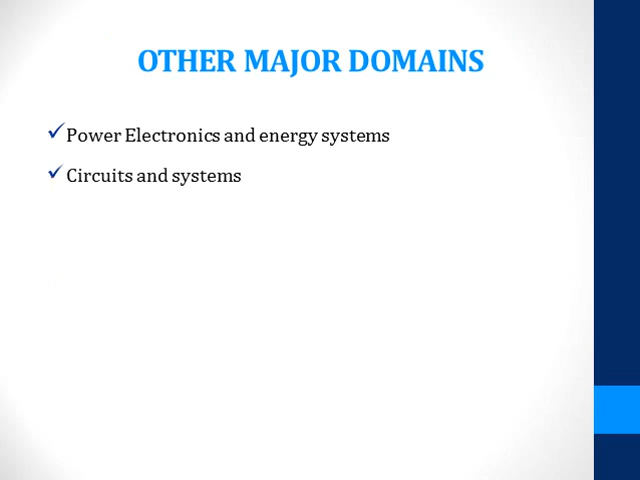 OTHER MAJOR DOMAINS
Power Electronics and energy systems
Circuits and systems